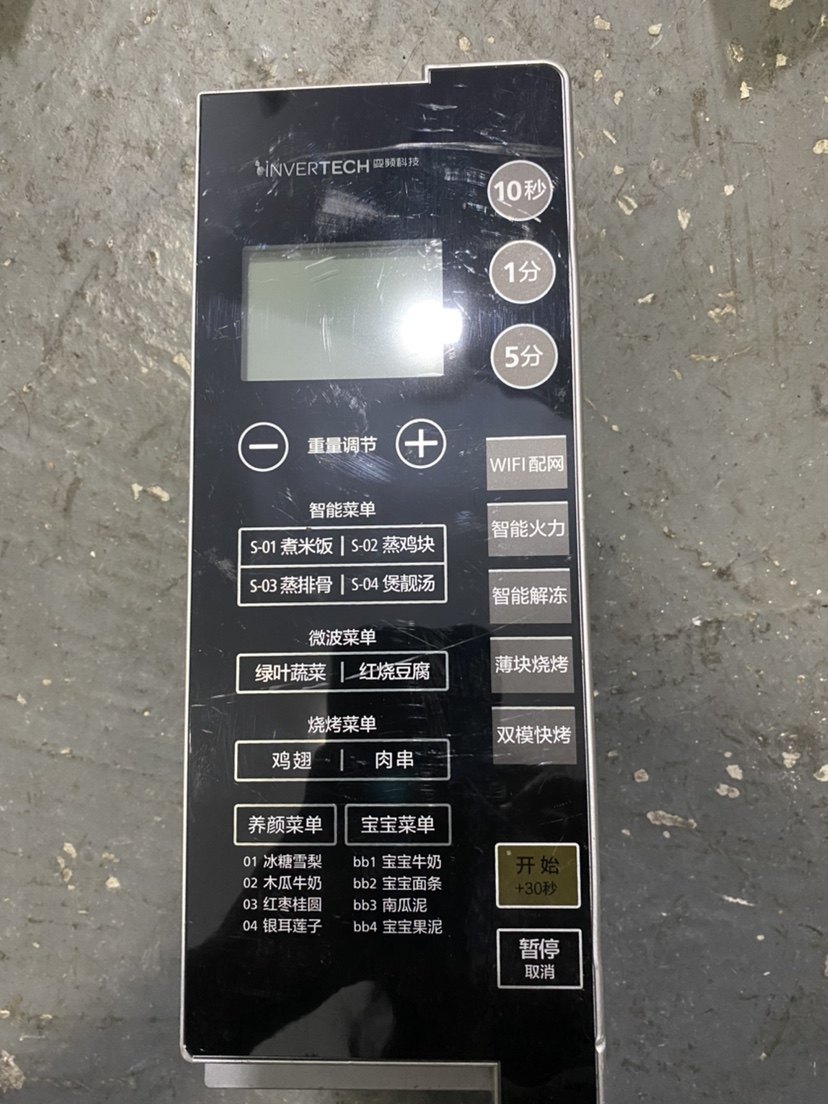 iNVERTECH 变频科技
10秒
1分
5分
− 重量调节 +
WIFI配网
智能火力
智能解冻
薄块烧烤
双模快烤
智能菜单
S-01 煮米饭 | S-02 蒸鸡块
S-03 蒸排骨 | S-04 煲靓汤
微波菜单
绿叶蔬菜 | 红烧豆腐
烧烤菜单
鸡翅 | 肉串
养颜菜单
01 冰糖雪梨
02 木瓜牛奶
03 红枣桂圆
04 银耳莲子
宝宝菜单
bb1 宝宝牛奶
bb2 宝宝面条
bb3 南瓜泥
bb4 宝宝果泥
开始
+30秒
暂停
取消